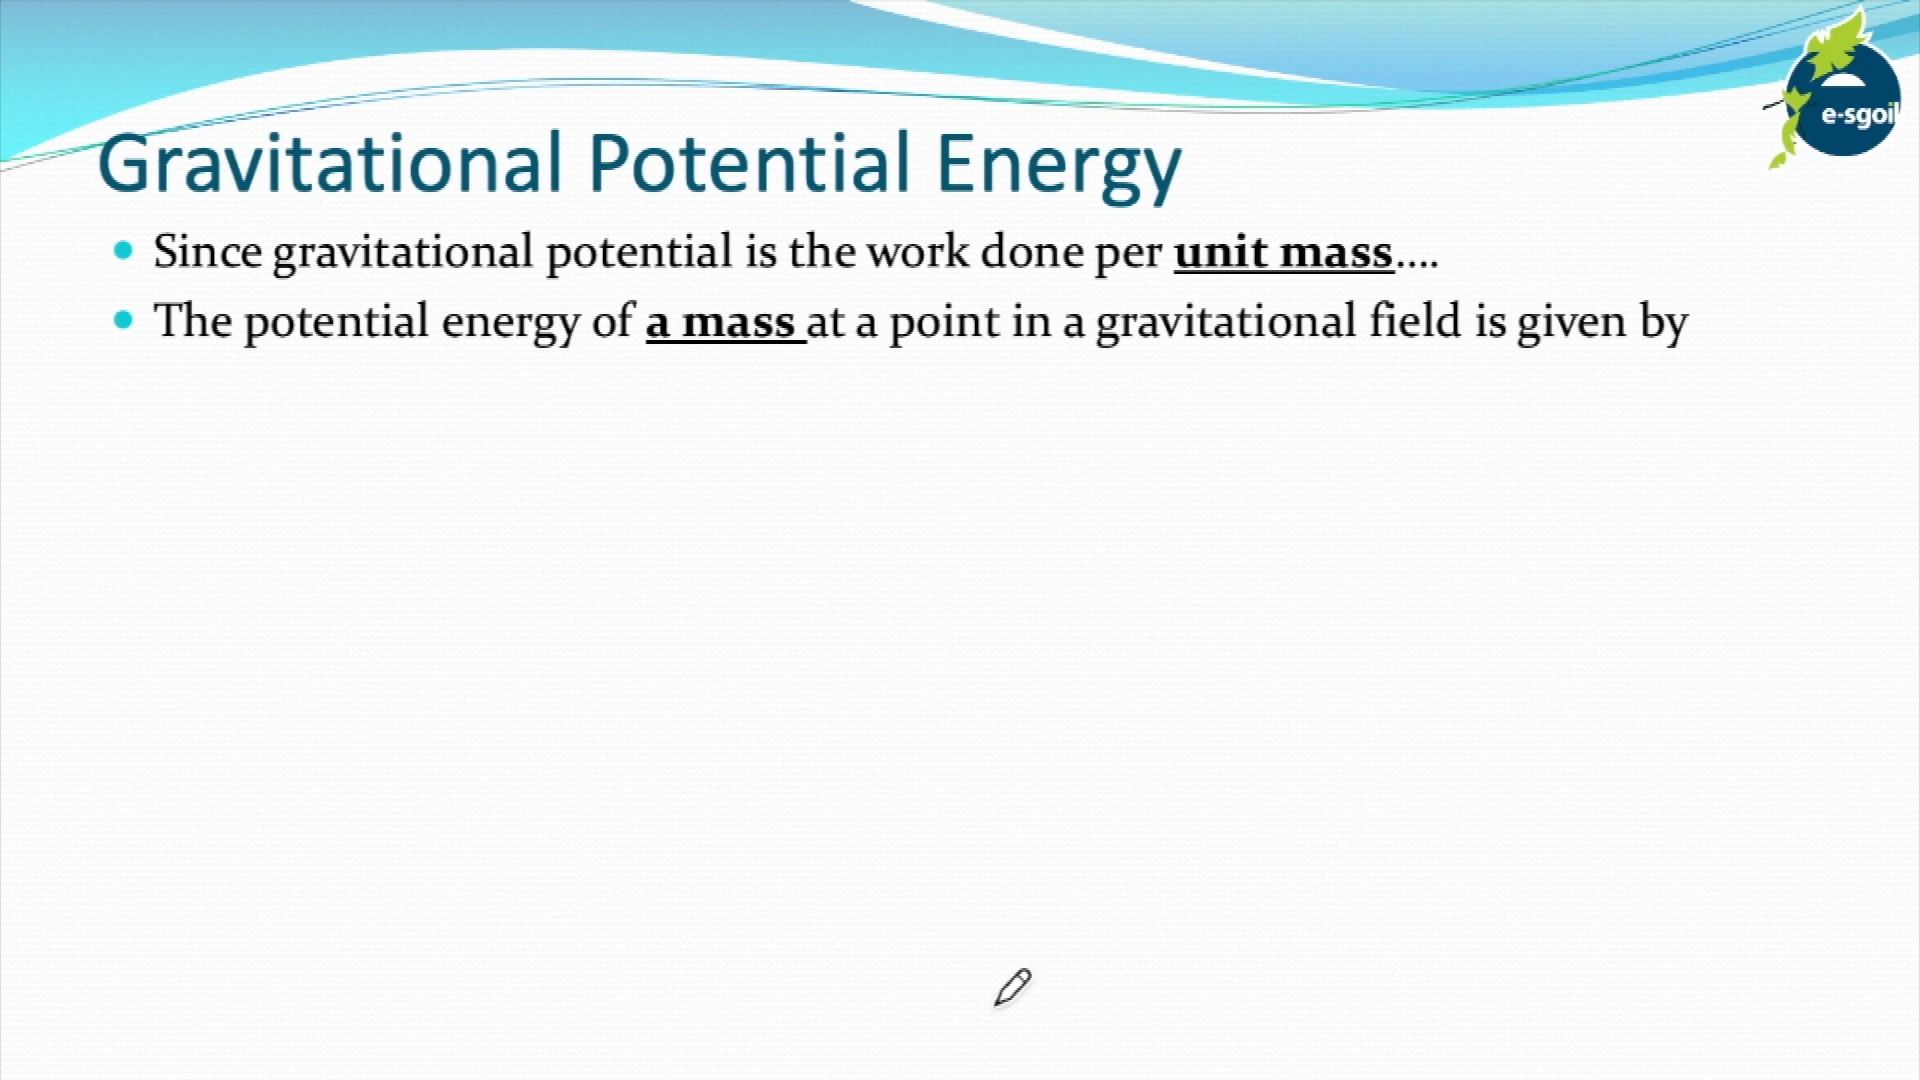 e-sgoil
Gravitational Potential Energy
Since gravitational potential is the work done per unit mass....
The potential energy of a mass at a point in a gravitational field is given by